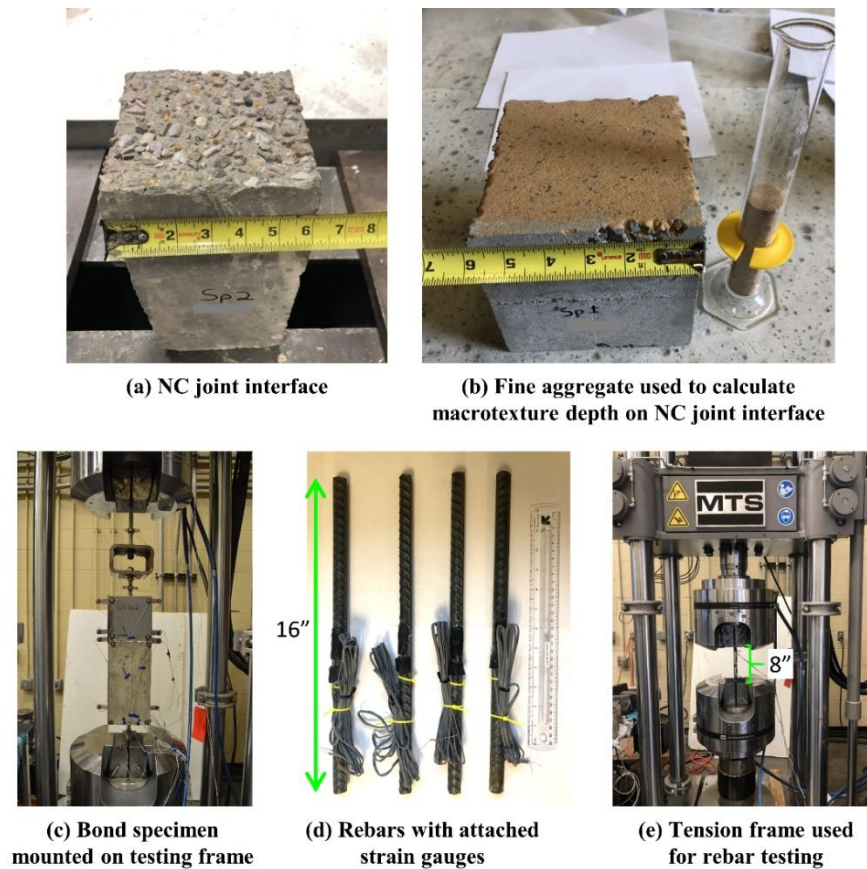 2 3 4 5 6 7 8
Sp2
7 6 5 4 3 2
Sp1
(a) NC joint interface
(b) Fine aggregate used to calculate
macrotexture depth on NC joint interface
16”
MTS
8”
(c) Bond specimen
mounted on testing frame
(d) Rebars with attached
strain gauges
(e) Tension frame used
for rebar testing